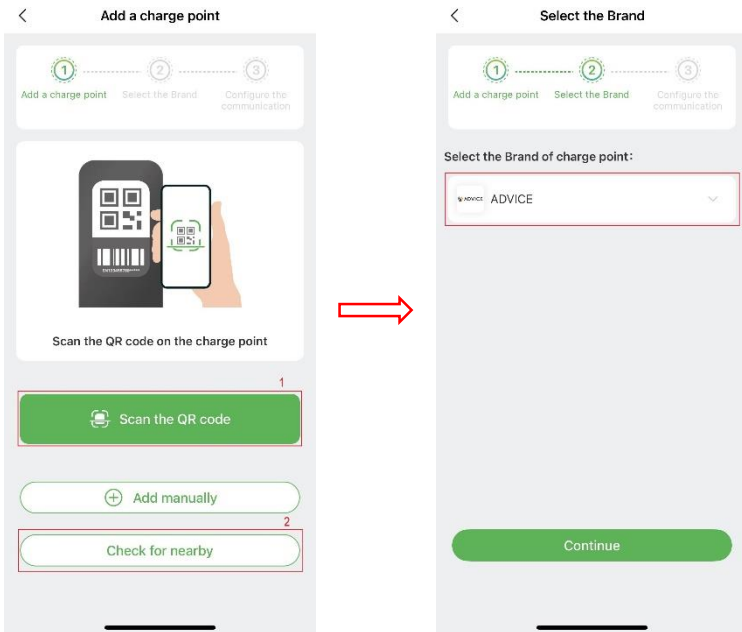 Add a charge point
1
2
3
Add a charge point
Select the Brand
Configure the
communication
Scan the QR code on the charge point
1
Scan the QR code
Add manually
2
Check for nearby
Select the Brand
1
2
3
Add a charge point
Select the Brand
Configure the
communication
Select the Brand of charge point:
ADVICE
ADVICE
Continue